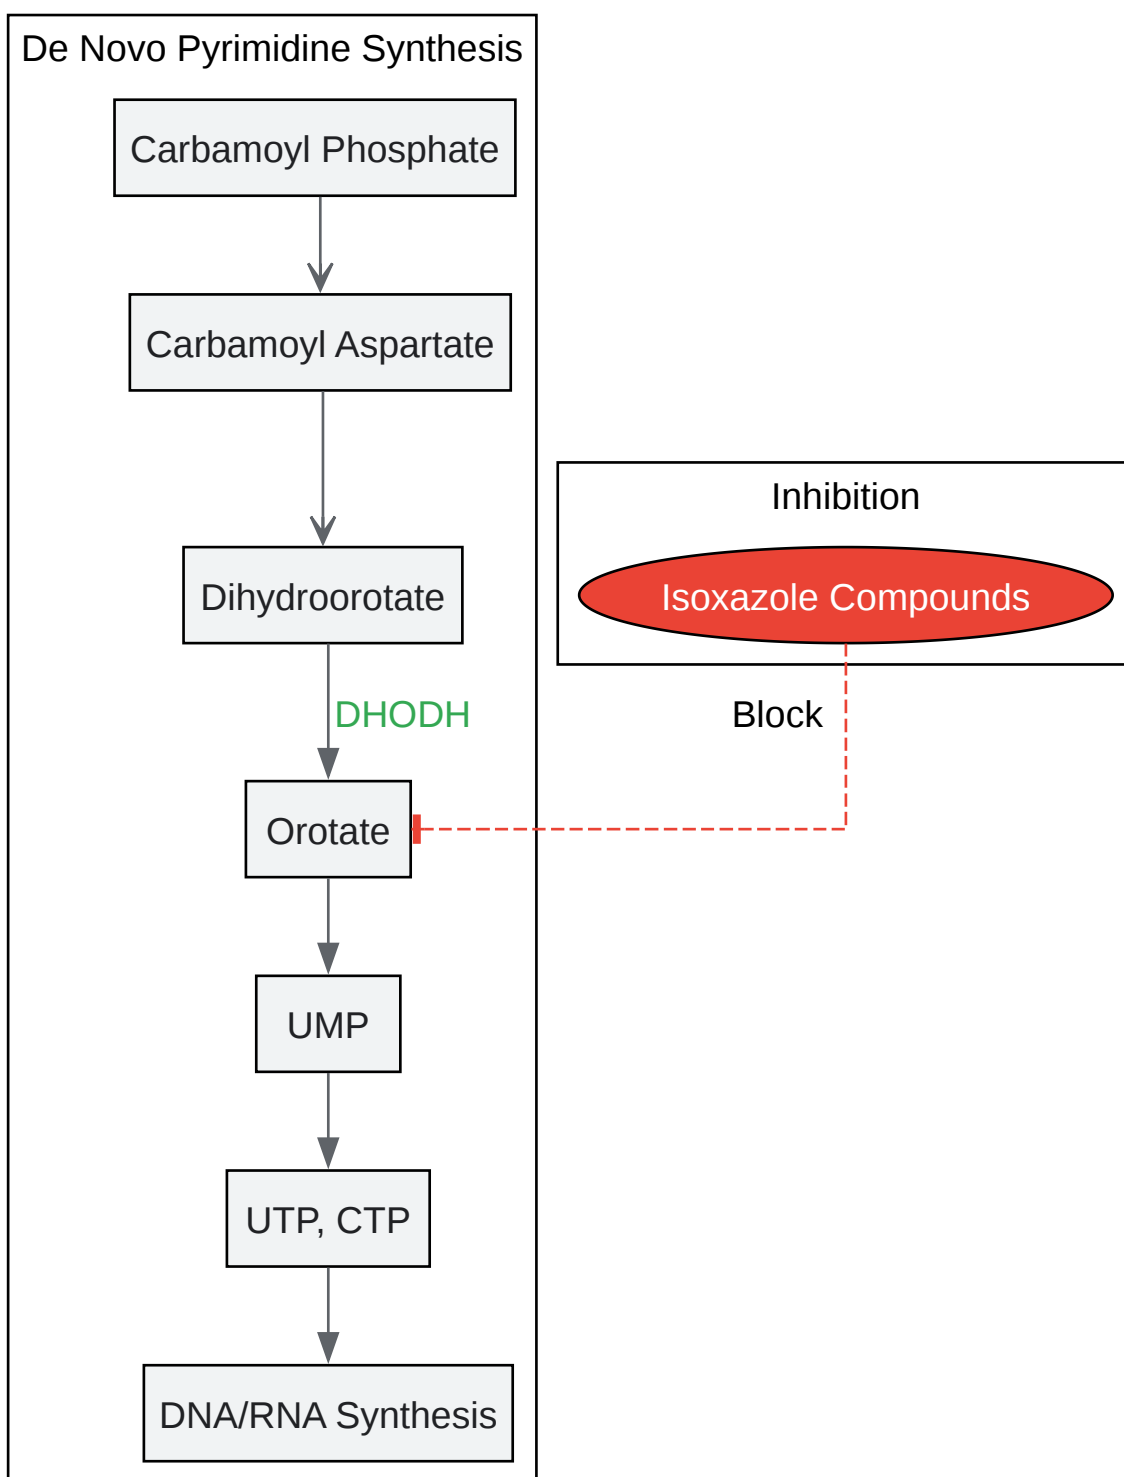 De Novo Pyrimidine Synthesis
Carbamoyl Phosphate
Carbamoyl Aspartate
Inhibition
Dihydroorotate
Isoxazole Compounds
DHODH
Block
Orotate
UMP
UTP, CTP
DNA/RNA Synthesis